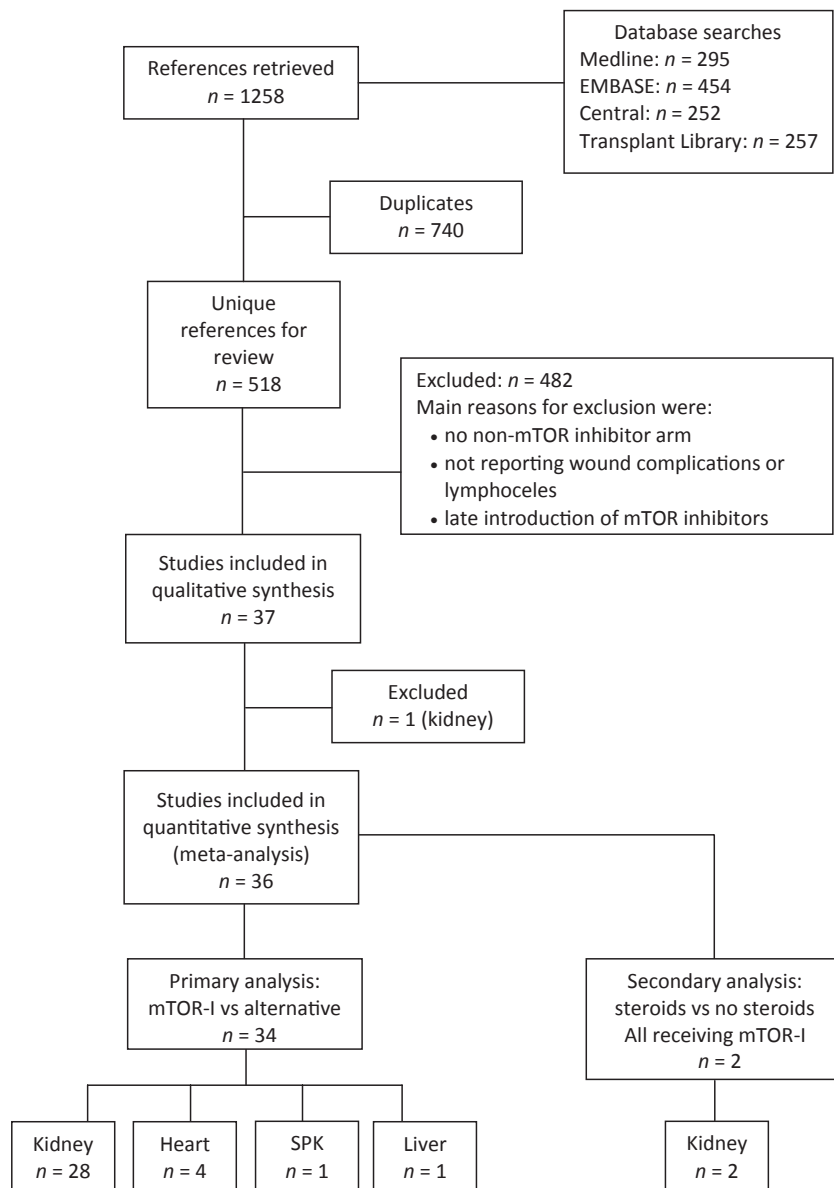 References retrieved
n = 1258
Database searches
Medline: n = 295
EMBASE: n = 454
Central: n = 252
Transplant Library: n = 257
Duplicates
n = 740
Unique
references for
review
n = 518
Excluded: n = 482
Main reasons for exclusion were:
• no non-mTOR inhibitor arm
• not reporting wound complications or
lymphoceles
• late introduction of mTOR inhibitors
Studies included in
qualitative synthesis
n = 37
Excluded
n = 1 (kidney)
Studies included in
quantitative synthesis
(meta-analysis)
n = 36
Primary analysis:
mTOR-I vs alternative
n = 34
Secondary analysis:
steroids vs no steroids
All receiving mTOR-I
n = 2
Kidney
n = 28
Heart
n = 4
SPK
n = 1
Liver
n = 1
Kidney
n = 2